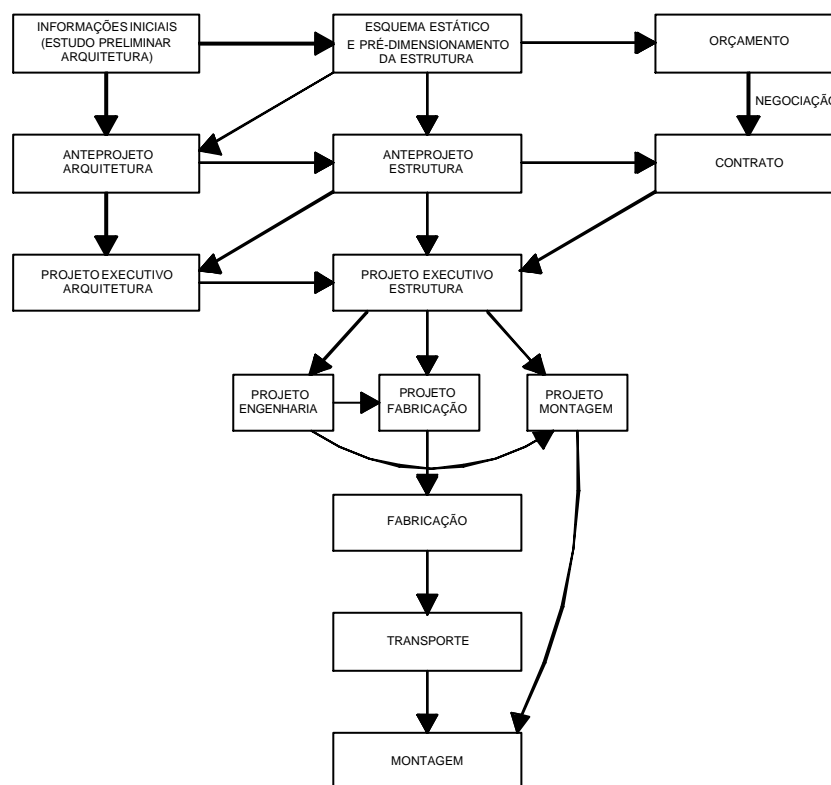 INFORMAÇÕES INICIAIS
(ESTUDO PRELIMINAR
ARQUITETURA)
ESQUEMA ESTÁTICO
E PRÉ-DIMENSIONAMENTO
DA ESTRUTURA
ORÇAMENTO
NEGOCIAÇÃO
ANTEPROJETO
ARQUITETURA
ANTEPROJETO
ESTRUTURA
CONTRATO
PROJETO EXECUTIVO
ARQUITETURA
PROJETO EXECUTIVO
ESTRUTURA
PROJETO
ENGENHARIA
PROJETO
FABRICAÇÃO
PROJETO
MONTAGEM
FABRICAÇÃO
TRANSPORTE
MONTAGEM